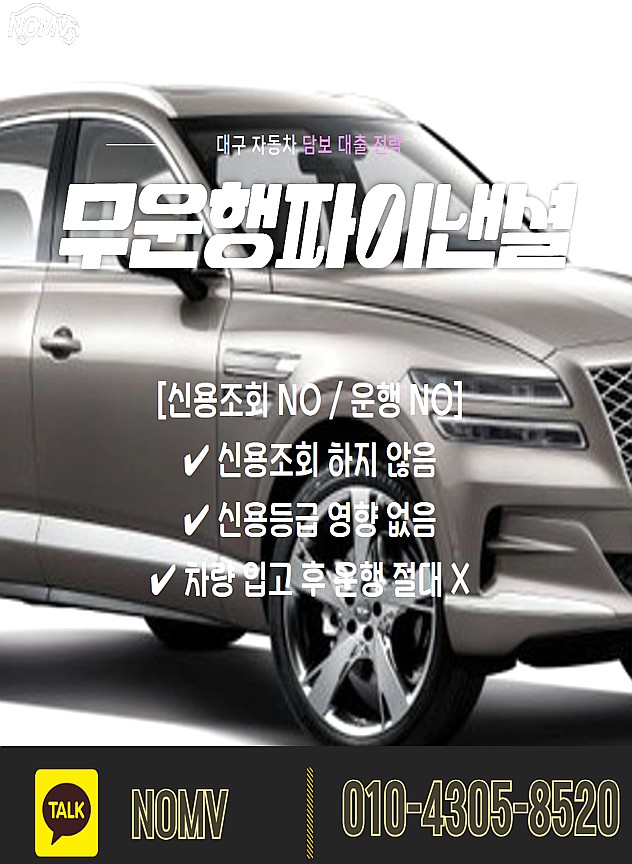 NOMV
대구 자동차 담보 대출 전략
무운행파이낸셜
[신용조회 NO / 운행 NO]
✔ 신용조회 하지 않음
✔ 신용등급 영향 없음
✔ 차량 입고 후 운행 절대 X
TALK NOMV 010-4305-8520